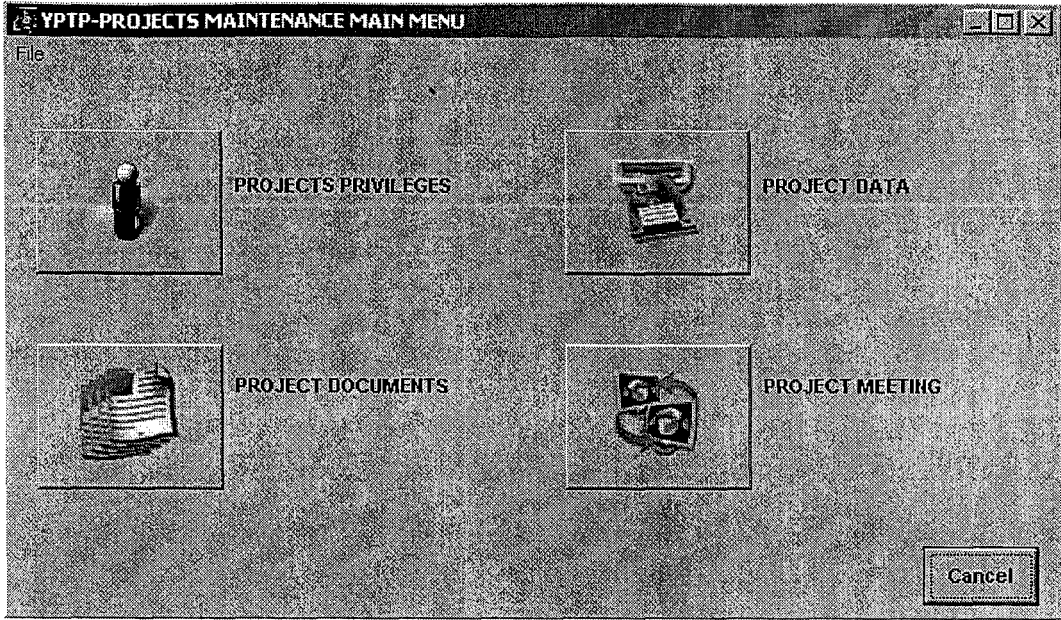 YPTP-PROJECTS MAINTENANCE MAIN MENU
File
PROJECTS PRIVILEGES
PROJECT DATA
PROJECT DOCUMENTS
PROJECT MEETING
Cancel